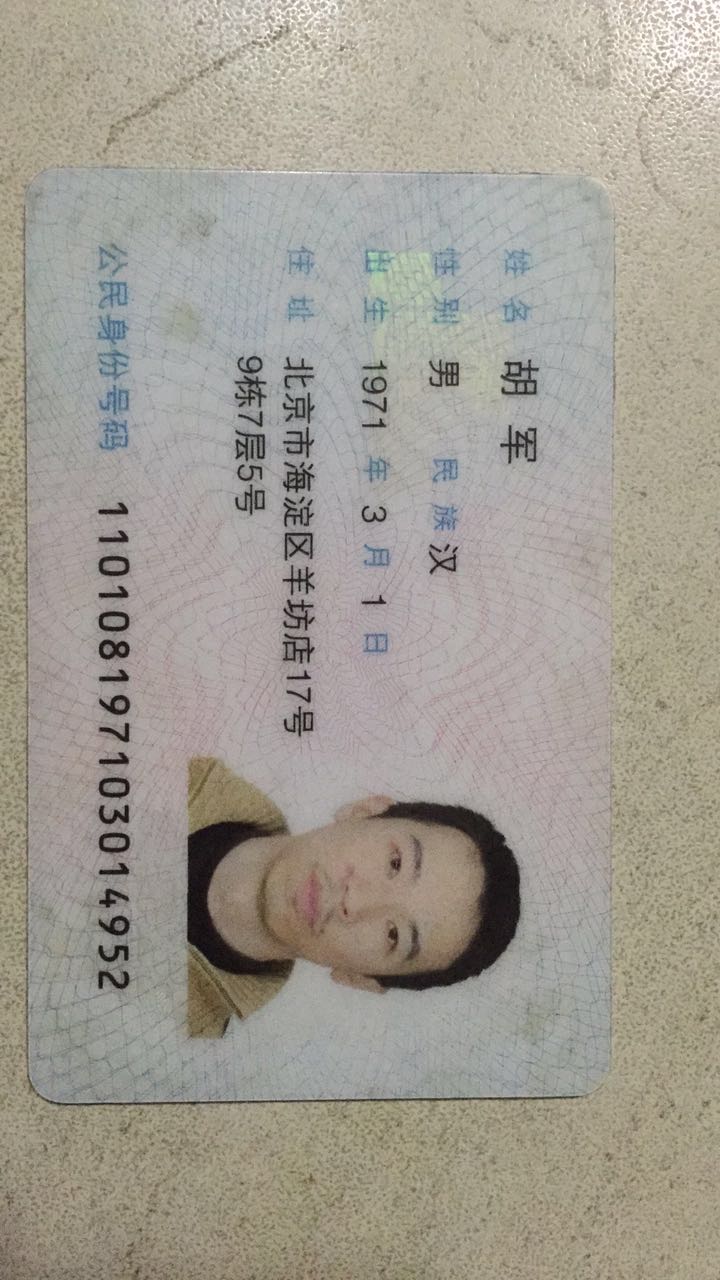 姓名 胡军
性别 男 民族 汉
出生 1971 年 3 月 1 日
住址 北京市海淀区羊坊店17号
9栋7层5号
公民身份号码 110108197103014952